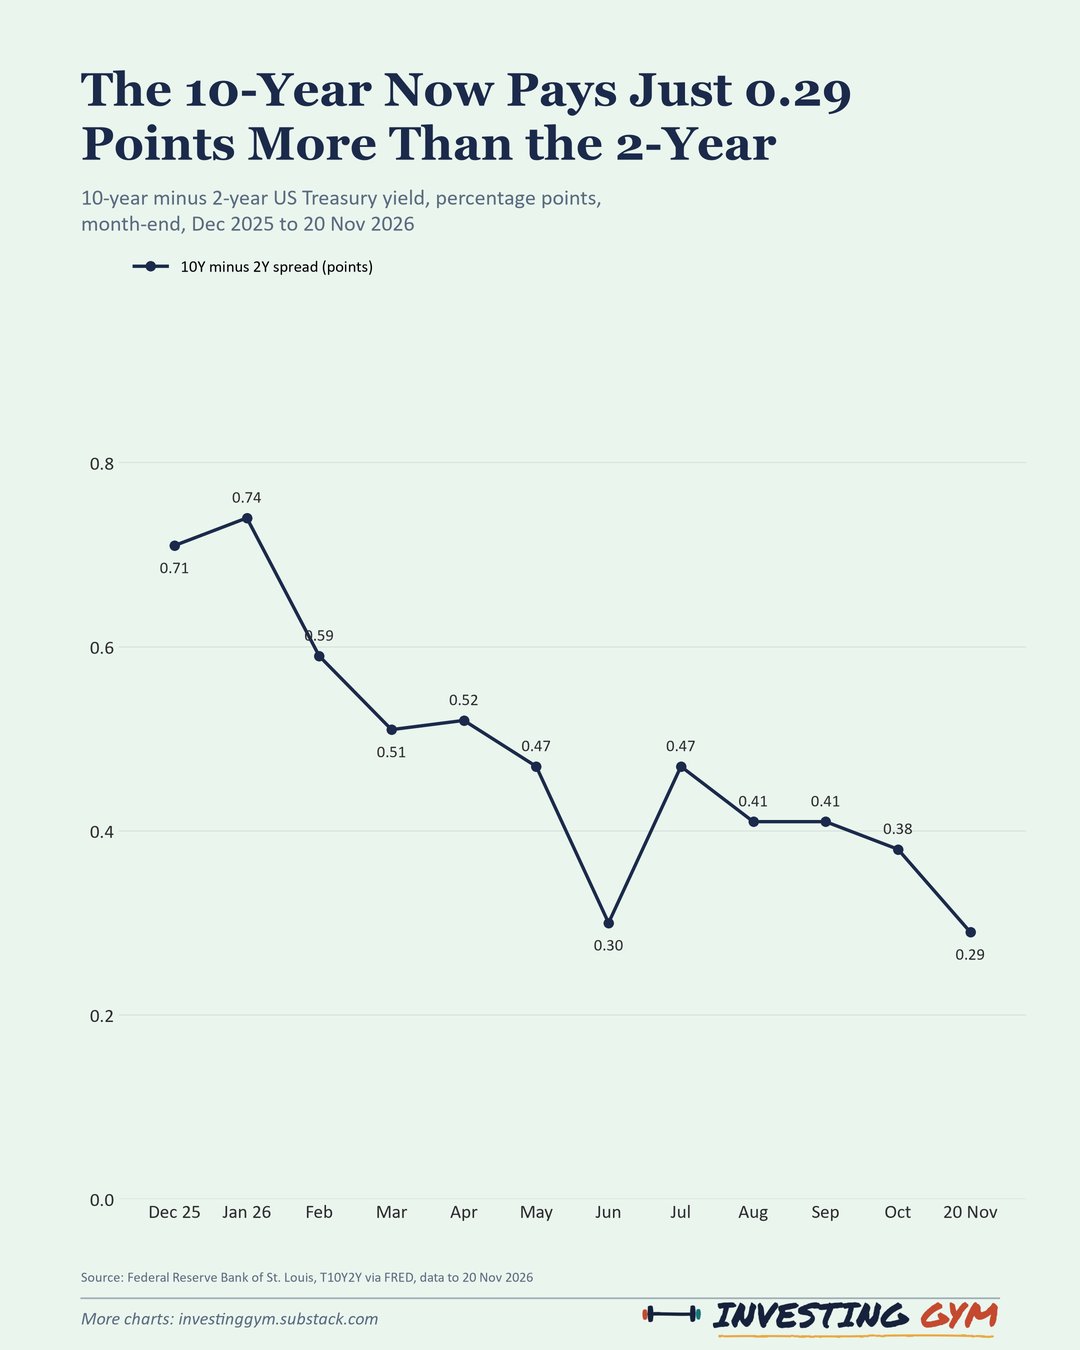 The 10-Year Now Pays Just 0.29
Points More Than the 2-Year
10-year minus 2-year US Treasury yield, percentage points,
month-end, Dec 2025 to 20 Nov 2026
10Y minus 2Y spread (points)
0.8
0.74
0.71
0.59
0.6
0.52
0.51
0.47
0.47
0.41
0.41
0.38
0.4
0.30
0.29
0.2
0.0
Dec 25 Jan 26 Feb Mar Apr May Jun Jul Aug Sep Oct 20 Nov
Source: Federal Reserve Bank of St. Louis, T10Y2Y via FRED, data to 20 Nov 2026
More charts: investinggym.substack.com
INVESTING GYM